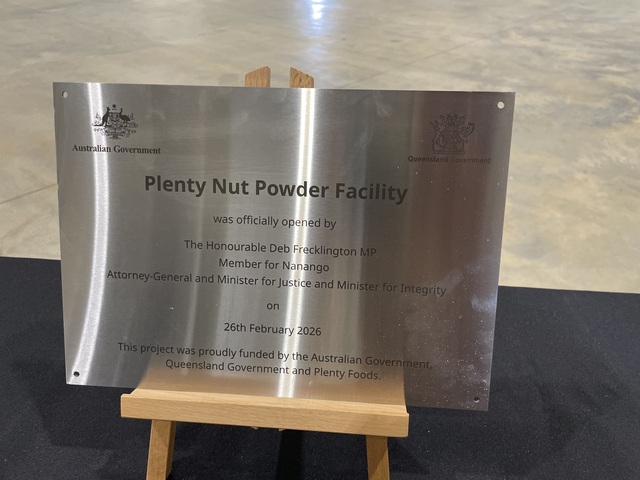 Australian Government
Queensland Government
Plenty Nut Powder Facility
was officially opened by
The Honourable Deb Frecklington MP
Member for Nanango
Attorney-General and Minister for Justice and Minister for Integrity
on
26th February 2026
This project was proudly funded by the Australian Government,
Queensland Government and Plenty Foods.